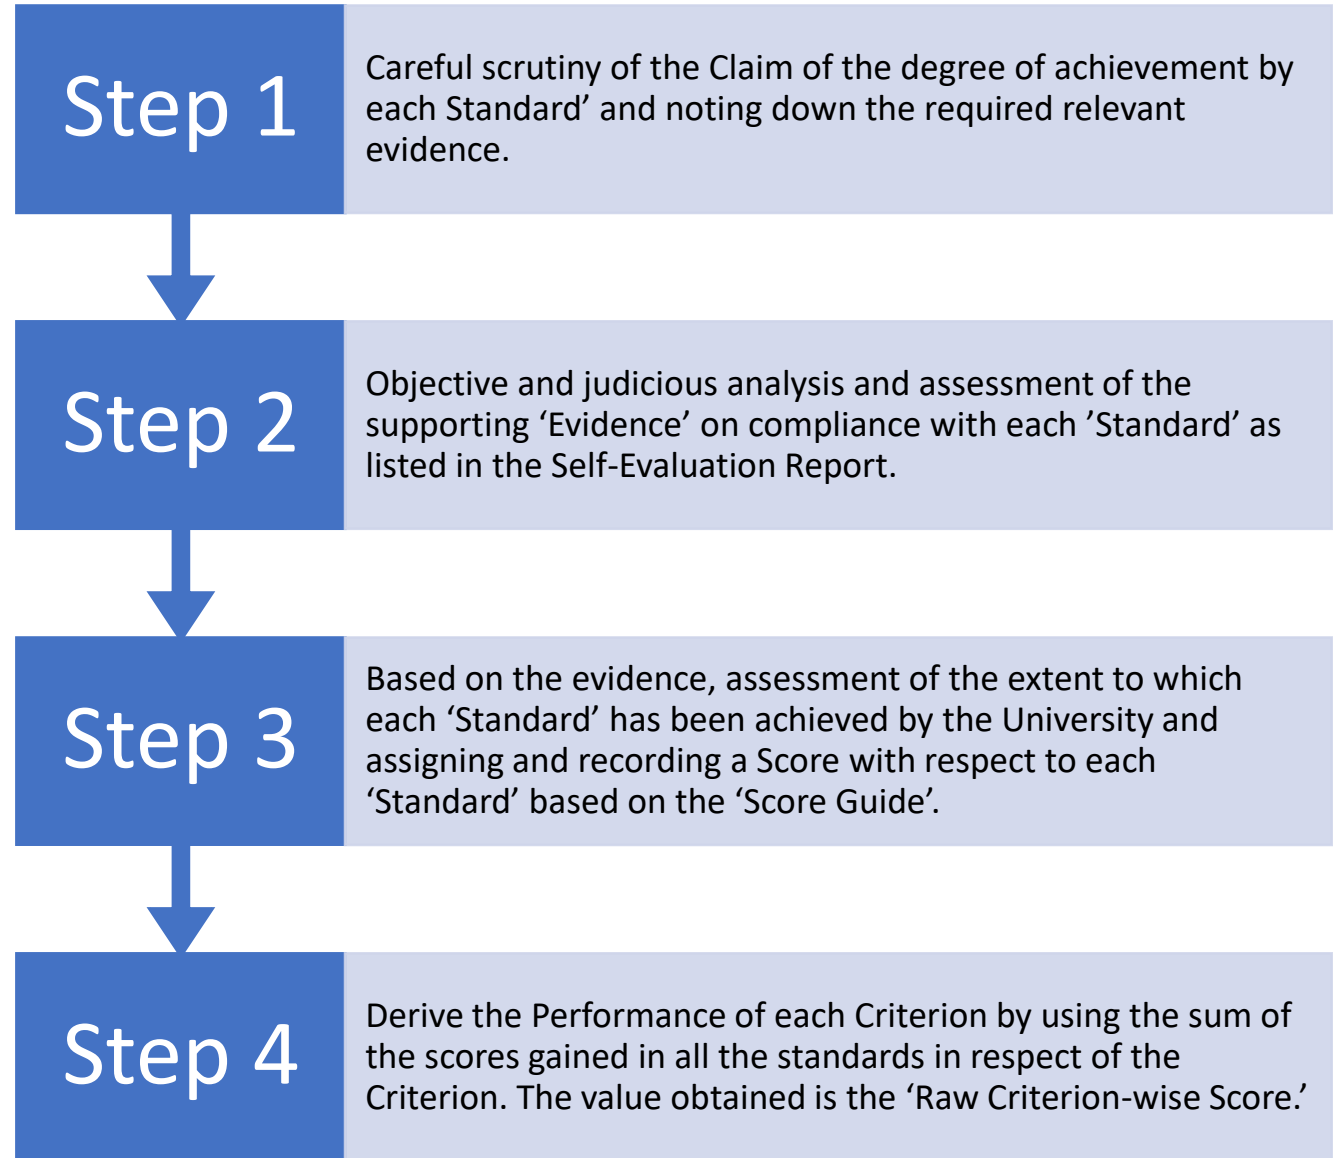 Step 1
Careful scrutiny of the Claim of the degree of achievement by
each Standard’ and noting down the required relevant
evidence.
Step 2
Objective and judicious analysis and assessment of the
supporting ‘Evidence’ on compliance with each ’Standard’ as
listed in the Self-Evaluation Report.
Step 3
Based on the evidence, assessment of the extent to which
each ‘Standard’ has been achieved by the University and
assigning and recording a Score with respect to each
‘Standard’ based on the ‘Score Guide’.
Step 4
Derive the Performance of each Criterion by using the sum of
the scores gained in all the standards in respect of the
Criterion. The value obtained is the ‘Raw Criterion-wise Score.’